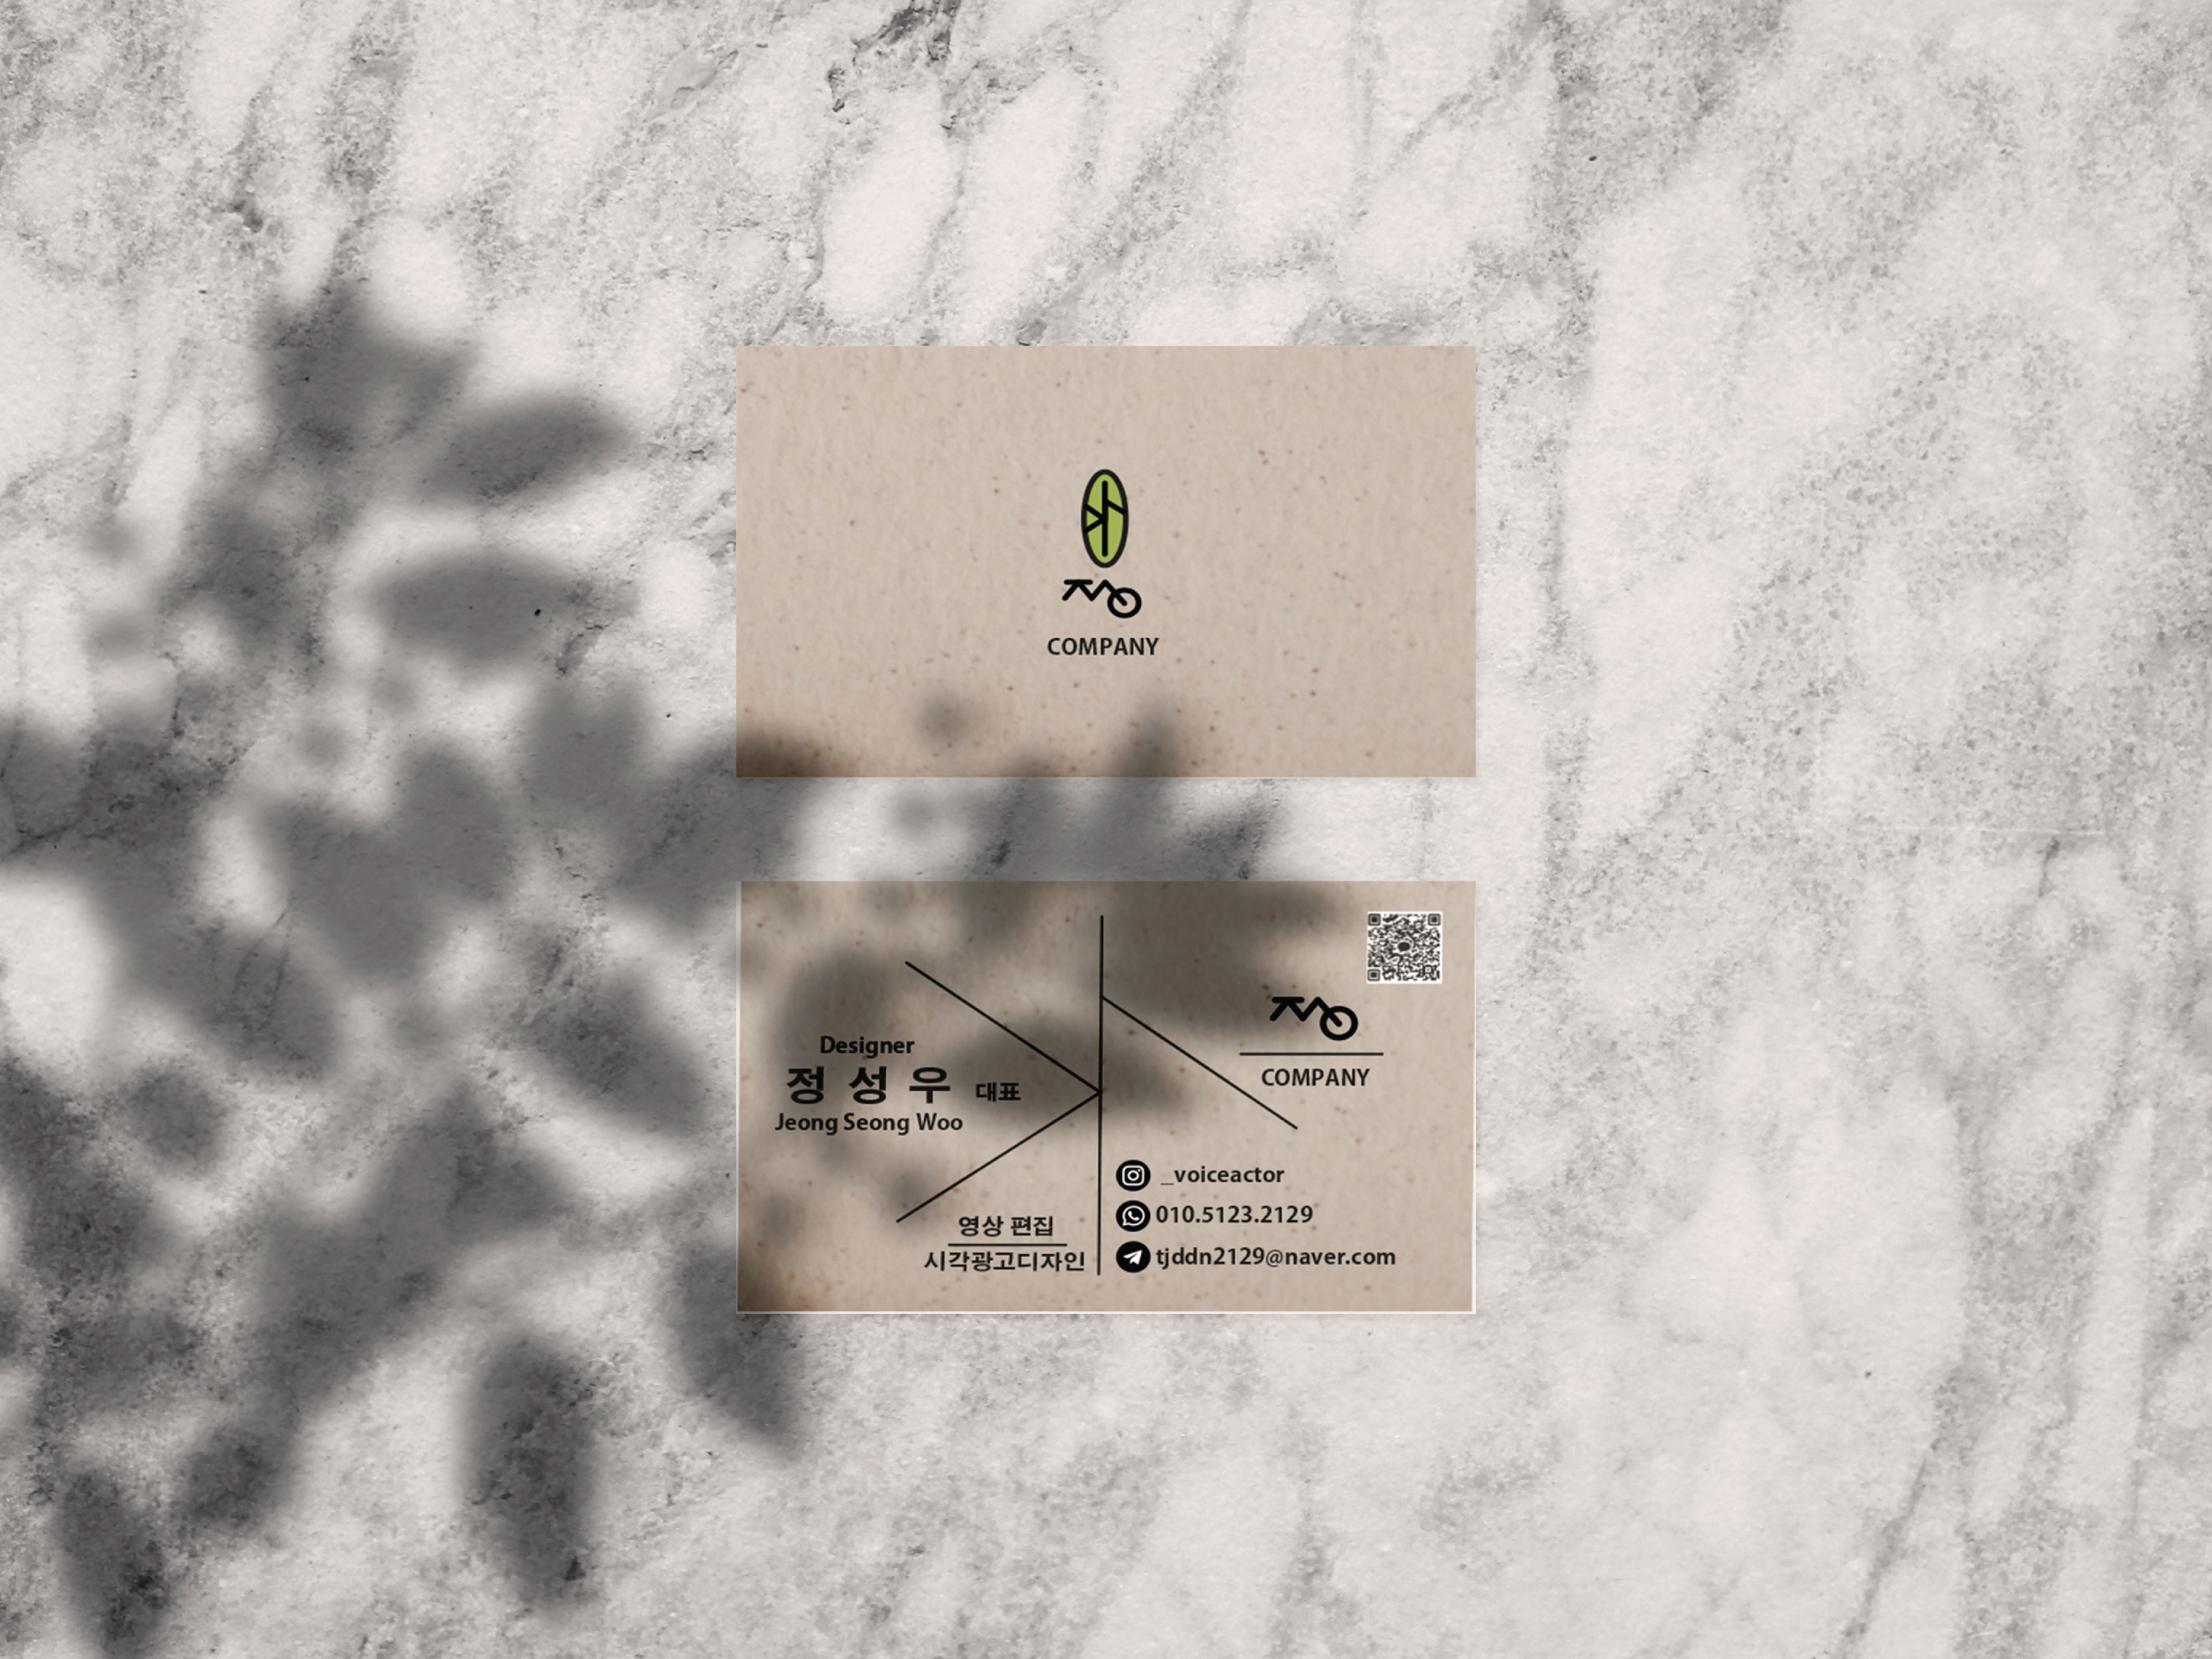 COMPANY
Designer
정성우 대표
Jeong Seong Woo
영상 편집
시각광고디자인
COMPANY
_voiceactor
010.5123.2129
tjddn2129@naver.com